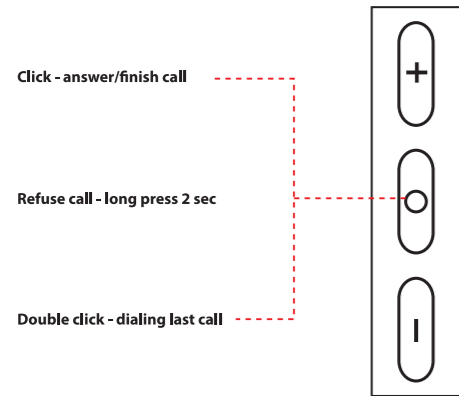 Click - answer/finish call
+
Refuse call - long press 2 sec
Double click - dialing last call